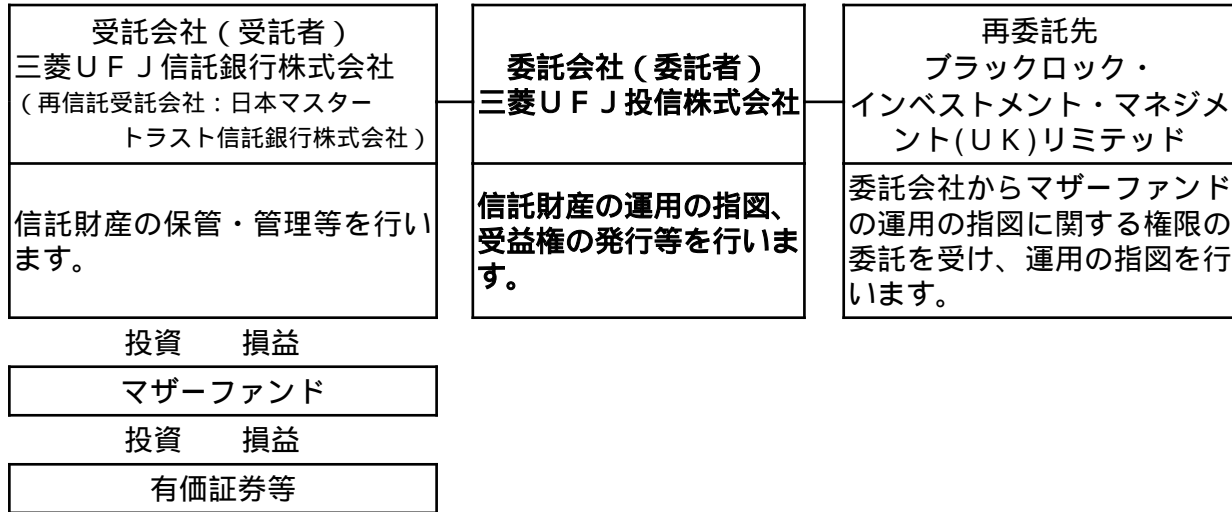 受託会社（受託者）
三菱ＵＦＪ信託銀行株式会社
（再信託受託会社：日本マスター
トラスト信託銀行株式会社）
信託財産の保管・管理等を行い
ます。
委託会社（委託者）
三菱ＵＦＪ投信株式会社
信託財産の運用の指図、
受益権の発行等を行いま
す。
再委託先
ブラックロック・
インベストメント・マネジメ
ント(ＵＫ)リミテッド
委託会社からマザーファンド
の運用の指図に関する権限の
委託を受け、運用の指図を行
います。
投資　　損益
マザーファンド
投資　　損益
有価証券等